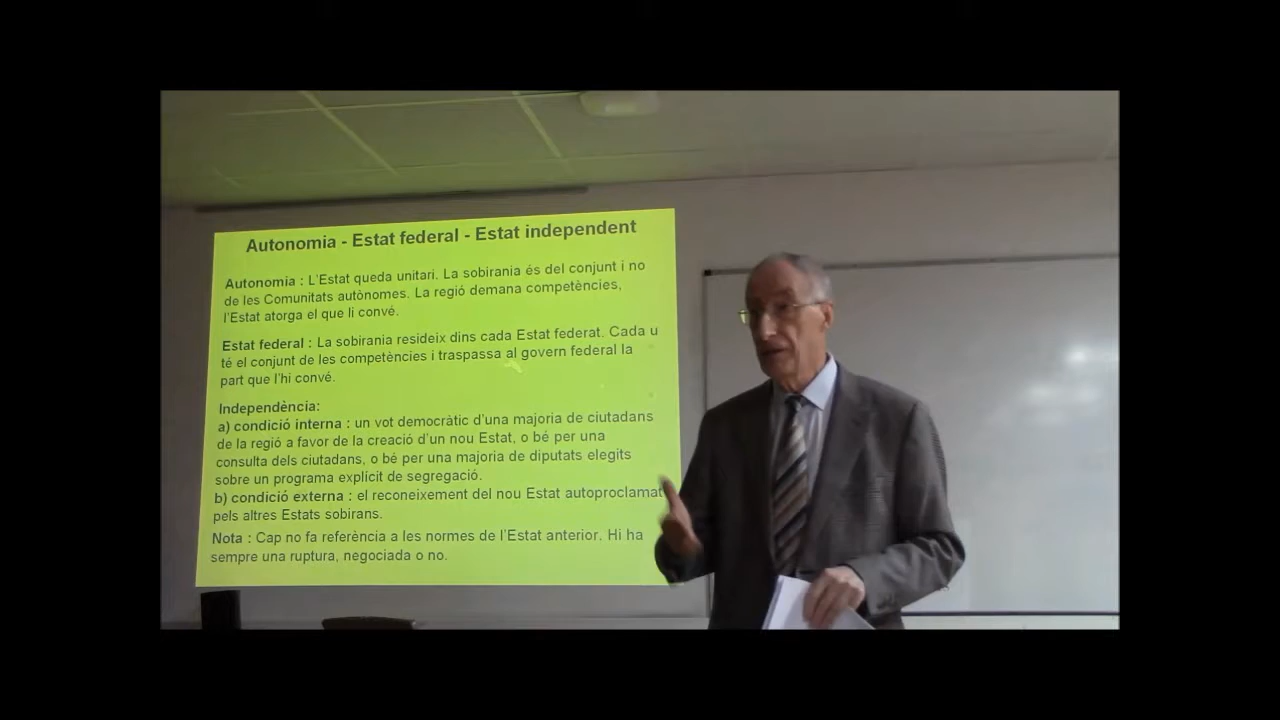 Autonomia - Estat federal - Estat independent
Autonomia : L'Estat queda unitari. La sobirania és del conjunt i no
de les Comunitats autònomes. La regió demana competències,
l'Estat atorga el que li convé.
Estat federal : La sobirania resideix dins cada Estat federat. Cada u
té el conjunt de les competències i traspassa al govern federal la
part que l'hi convé.
Independència:
a) condició interna : un vot democràtic d'una majoria de ciutadans
de la regió a favor de la creació d'un nou Estat, o bé per una
consulta dels ciutadans, o bé per una majoria de diputats elegits
sobre un programa explícit de segregació.
b) condició externa : el reconeixement del nou Estat autoproclamat
pels altres Estats sobirans.
Nota : Cap no fa referència a les normes de l'Estat anterior. Hi ha
sempre una ruptura, negociada o no.